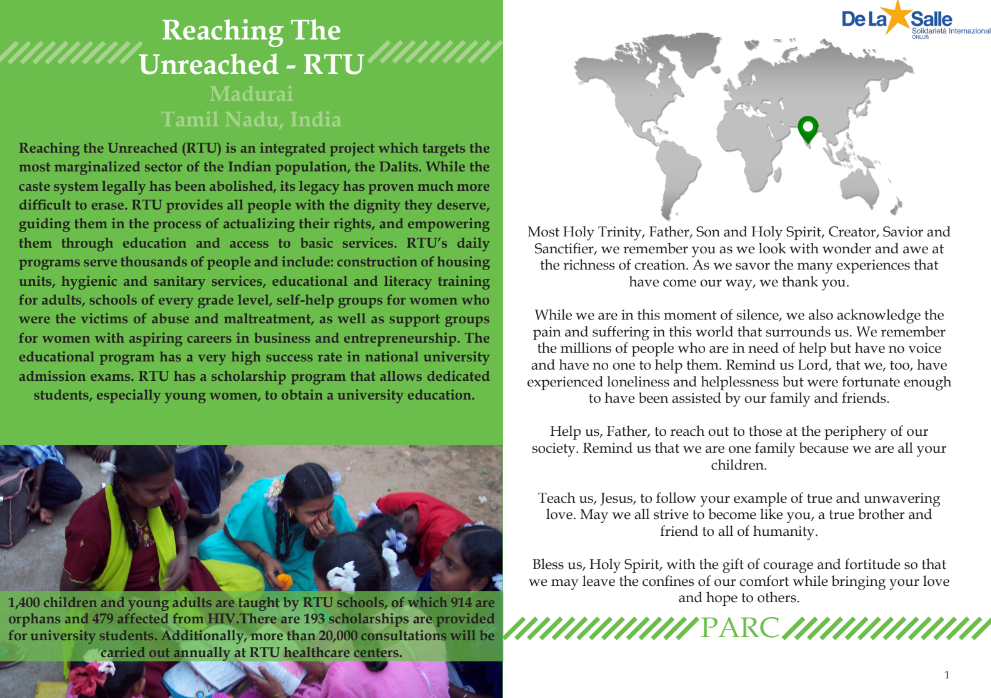 Reaching The
Unreached - RTU
Madurai
Tamil Nadu, India
Reaching the Unreached (RTU) is an integrated project which targets the
most marginalized sector of the Indian population, the Dalits. While the
caste system legally has been abolished, its legacy has proven much more
difficult to erase. RTU provides all people with the dignity they deserve,
guiding them in the process of actualizing their rights, and empowering
them through education and access to basic services. RTU's daily
programs serve thousands of people and include: construction of housing
units, hygienic and sanitary services, educational and literacy training
for adults, schools of every grade level, self-help groups for women who
were the victims of abuse and maltreatment, as well as support groups
for women with aspiring careers in business and entrepreneurship. The
educational program has a very high success rate in national university
admission exams. RTU has a scholarship program that allows dedicated
students, especially young women, to obtain a university education.
1,400 children and young adults are taught by RTU schools, of which 914 are
orphans and 479 affected from HIV.There are 193 scholarships are provided
for university students. Additionally, more than 20,000 consultations will be
carried out annually at RTU healthcare centers.
De La Salle
Solidarietà Internazional
ONLUS
Most Holy Trinity, Father, Son and Holy Spirit, Creator, Savior and
Sanctifier, we remember you as we look with wonder and awe at
the richness of creation. As we savor the many experiences that
have come our way, we thank you.
While we are in this moment of silence, we also acknowledge the
pain and suffering in this world that surrounds us. We remember
the millions of people who are in need of help but have no voice
and have no one to help them. Remind us Lord, that we, too, have
experienced loneliness and helplessness but were fortunate enough
to have been assisted by our family and friends.
Help us, Father, to reach out to those at the periphery of our
society. Remind us that we are one family because we are all your
children.
Teach us, Jesus, to follow your example of true and unwavering
love. May we all strive to become like you, a true brother and
friend to all of humanity.
Bless us, Holy Spirit, with the gift of courage and fortitude so that
we may leave the confines of our comfort while bringing your love
and hope to others.
PARC
1